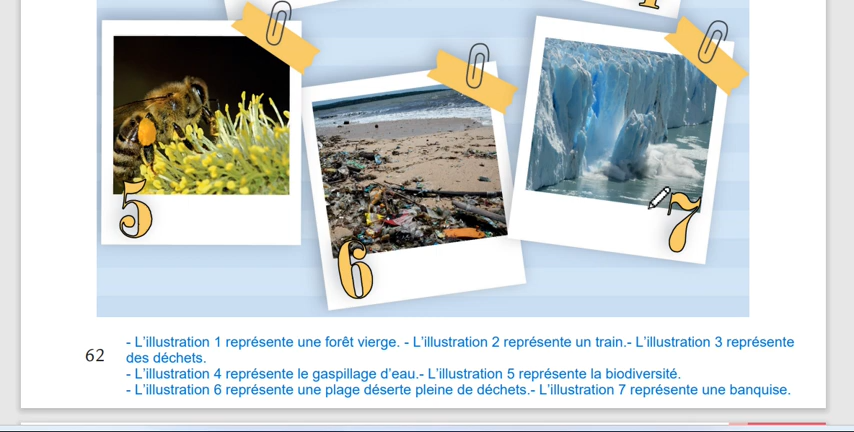 5
6
7
62
- L'illustration 1 représente une forêt vierge. - L'illustration 2 représente un train.- L'illustration 3 représente
des déchets.
- L'illustration 4 représente le gaspillage d'eau.- L'illustration 5 représente la biodiversité.
- L'illustration 6 représente une plage déserte pleine de déchets.- L'illustration 7 représente une banquise.